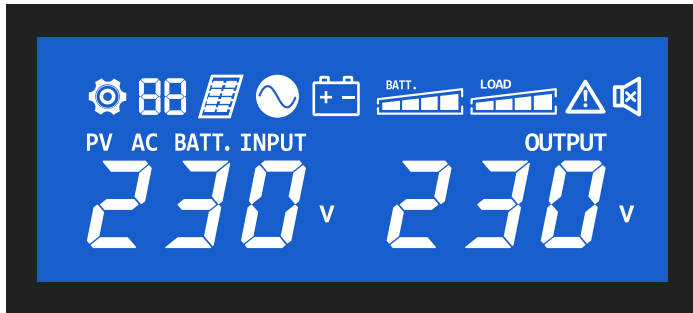 88 BATT. LOAD
PV AC BATT. INPUT OUTPUT
230 V 230 V